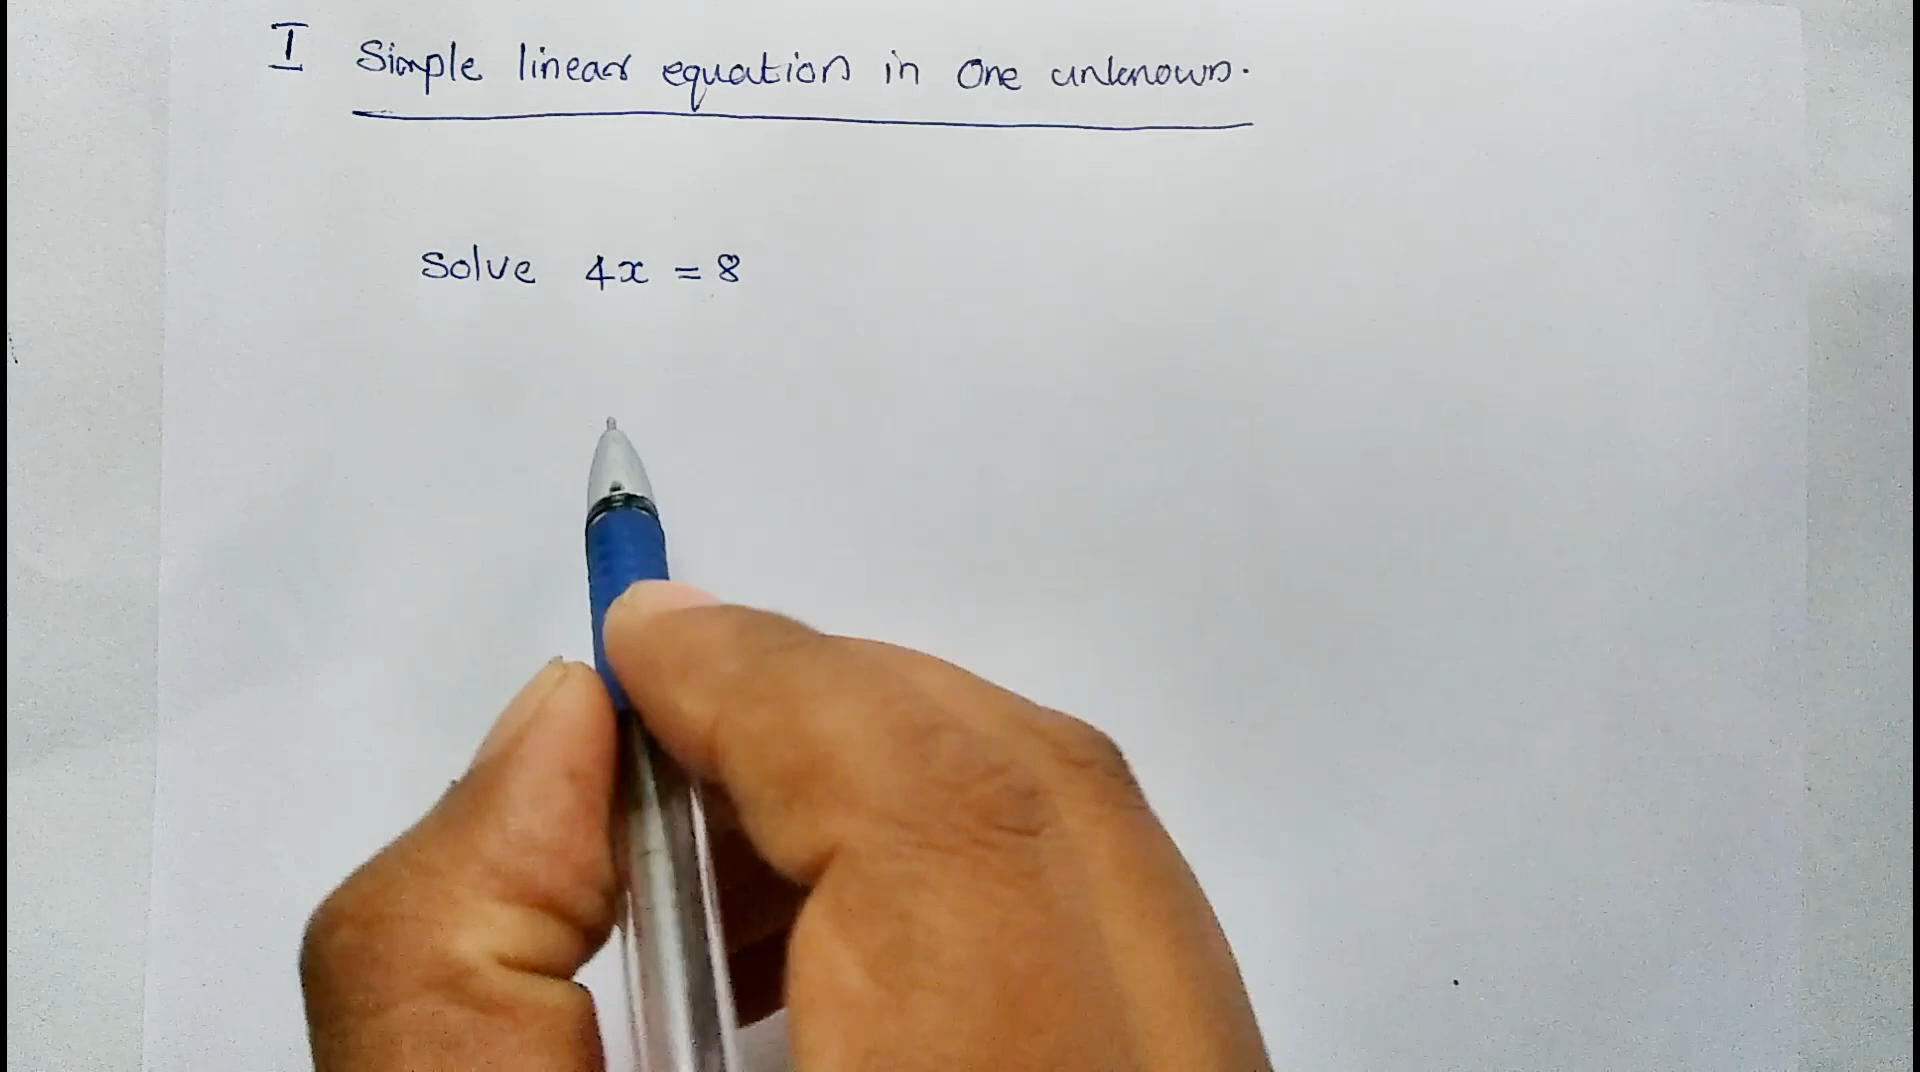 I Simple linear equation in One unknown.
Solve 4x = 8